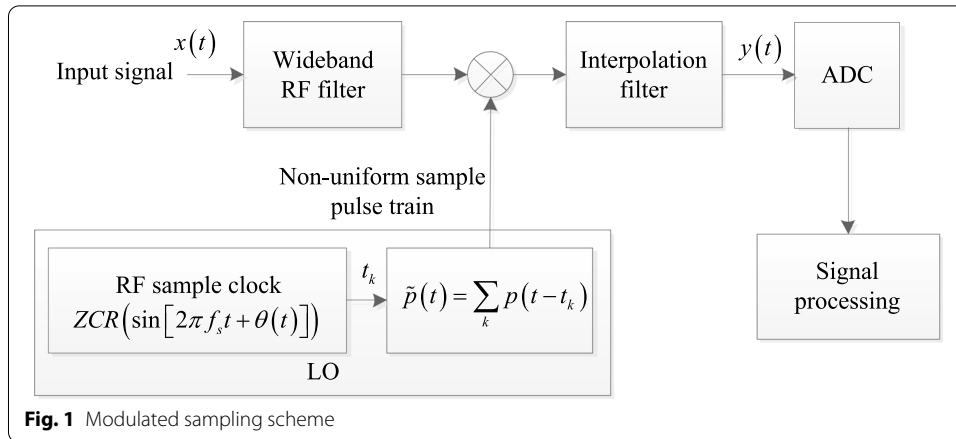 x(t)
Input signal
Wideband
RF filter
Interpolation
filter
y(t)
ADC
Non-uniform sample
pulse train
RF sample clock
ZCR(sin[2πf_s t + θ(t)])
t_k
p̃(t) = ∑_k p(t − t_k)
LO
Signal
processing
Fig. 1 Modulated sampling scheme